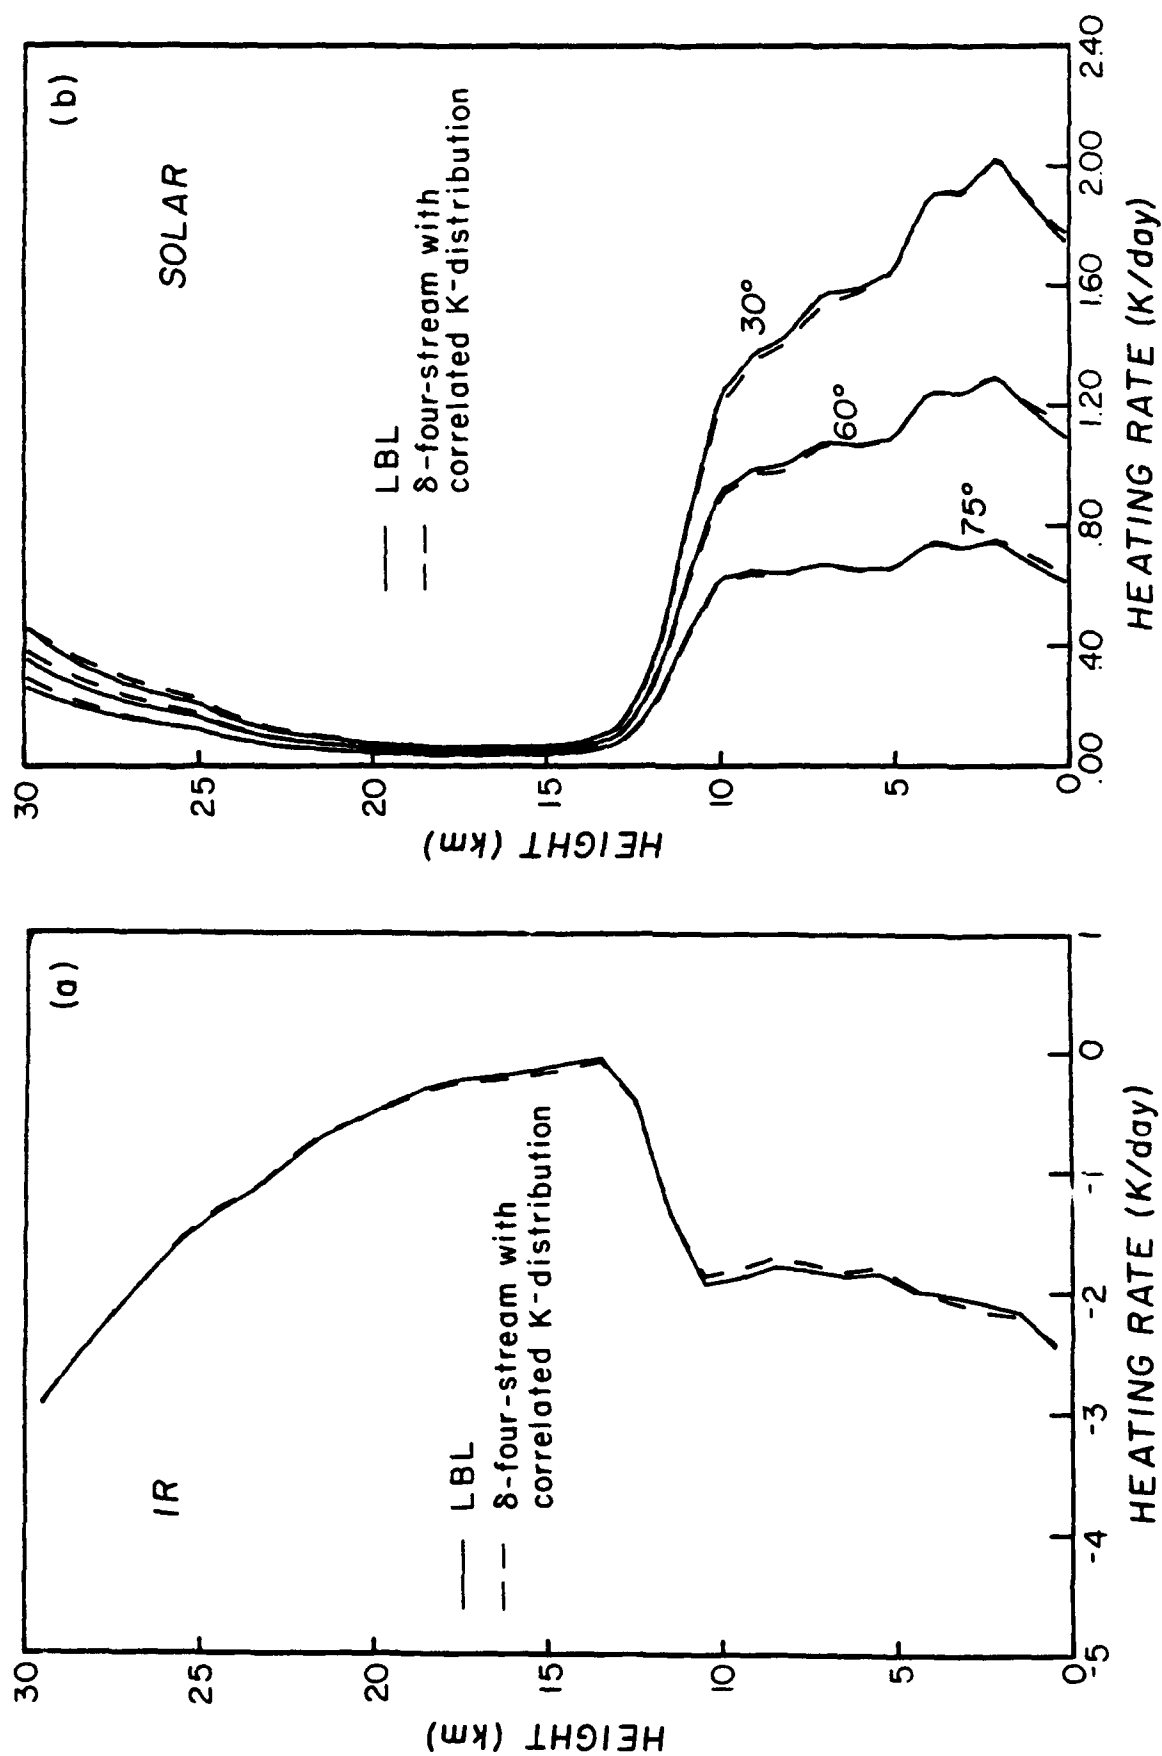 (a)
IR
LBL
δ-four-stream with
correlated K-distribution
30
25
20
15
10
5
0
HEIGHT (km)
-5
-4
-3
-2
-1
0
1
HEATING RATE (K/day)
(b)
SOLAR
LBL
δ-four-stream with
correlated K-distribution
30°
60°
75°
30
25
20
15
10
5
0
HEIGHT (km)
.00
.40
.80
1.20
1.60
2.00
2.40
HEATING RATE (K/day)